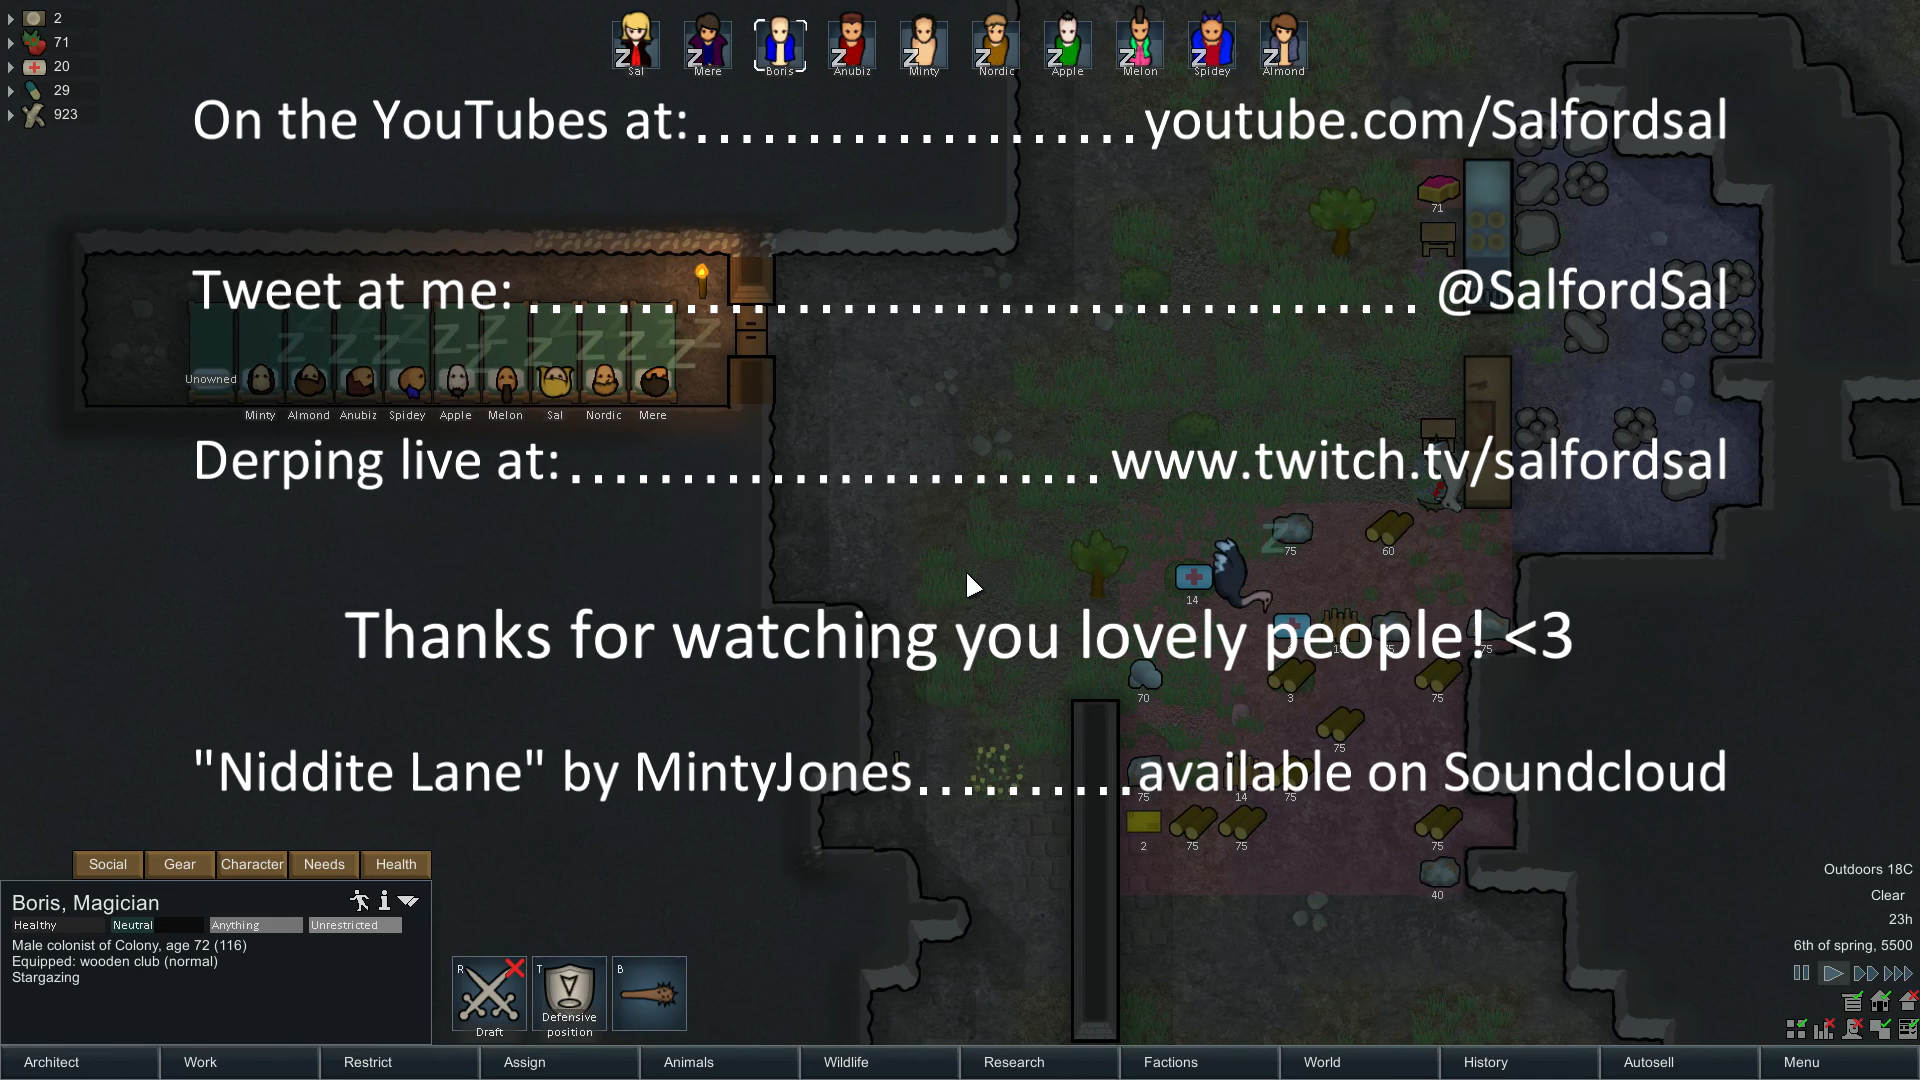 2
71
20
29
923
Sal Mere Boris Anubiz Minty Nordic Apple Melon Spidey Almond
On the YouTubes at:...................youtube.com/Salfordsal
71
Tweet at me: ....................................... @SalfordSal
Unowned
Minty Almond Anubiz Spidey Apple Melon Sal Nordic Mere
Derping live at:........................www.twitch.tv/salfordsal
75 60
14
Thanks for watching you lovely people! <3
75
70 3 75
75
"Niddite Lane" by MintyJones..........available on Soundcloud
75 14 75
2 75 75 75
40
Social Gear Character Needs Health
Boris, Magician
Healthy Neutral Anything Unrestricted
Male colonist of Colony, age 72 (116)
Equipped: wooden club (normal)
Stargazing
R T B
Draft
Defensive
position
Outdoors 18C
Clear
23h
6th of spring, 5500
Architect Work Restrict Assign Animals Wildlife Research Factions World History Autosell Menu